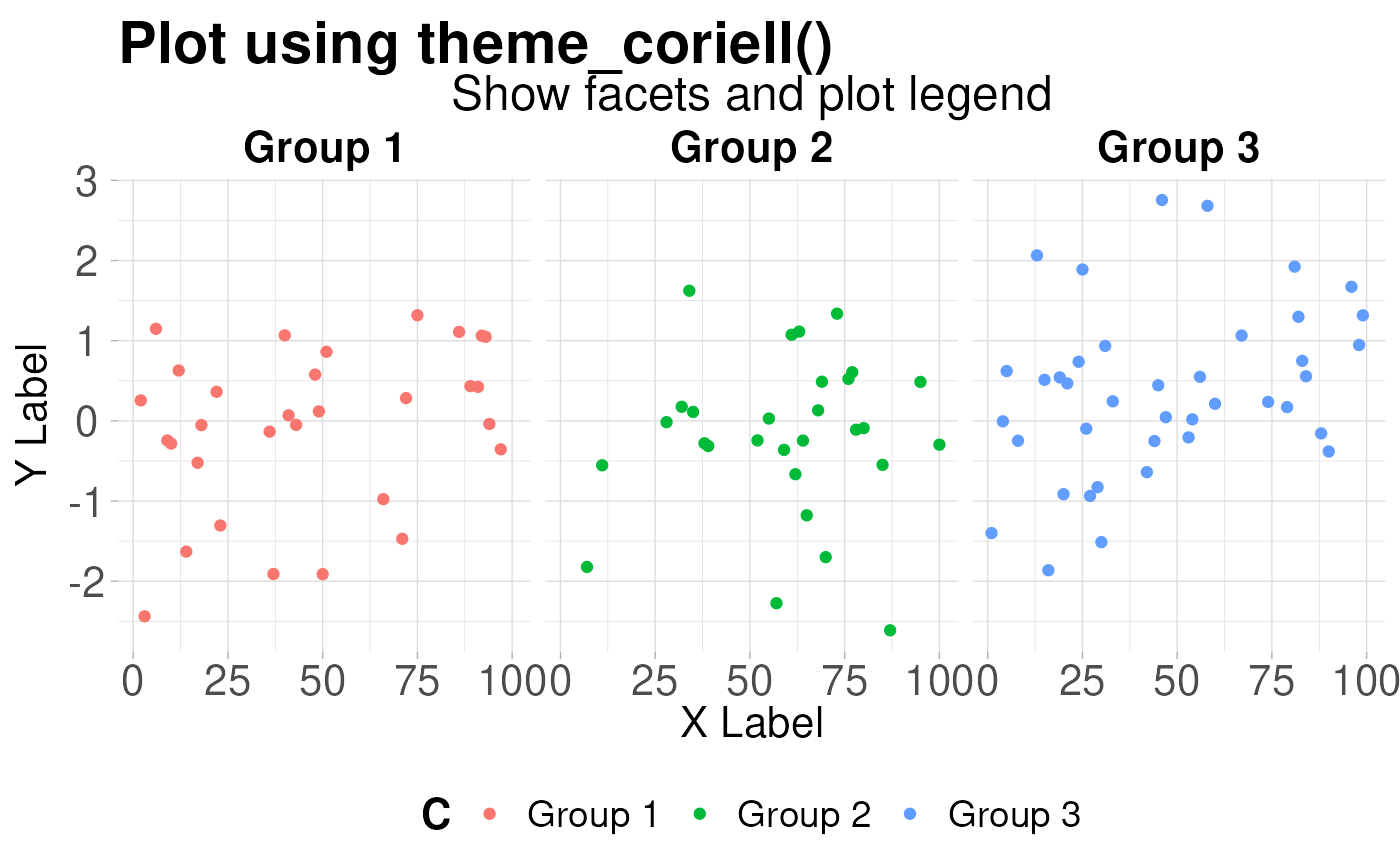 Plot using theme_coriell()
Show facets and plot legend
Group 1 Group 2 Group 3
3
2
1
0
-1
-2
Y Label
0 25 50 75 100 0 25 50 75 100 0 25 50 75 100
X Label
C Group 1 Group 2 Group 3